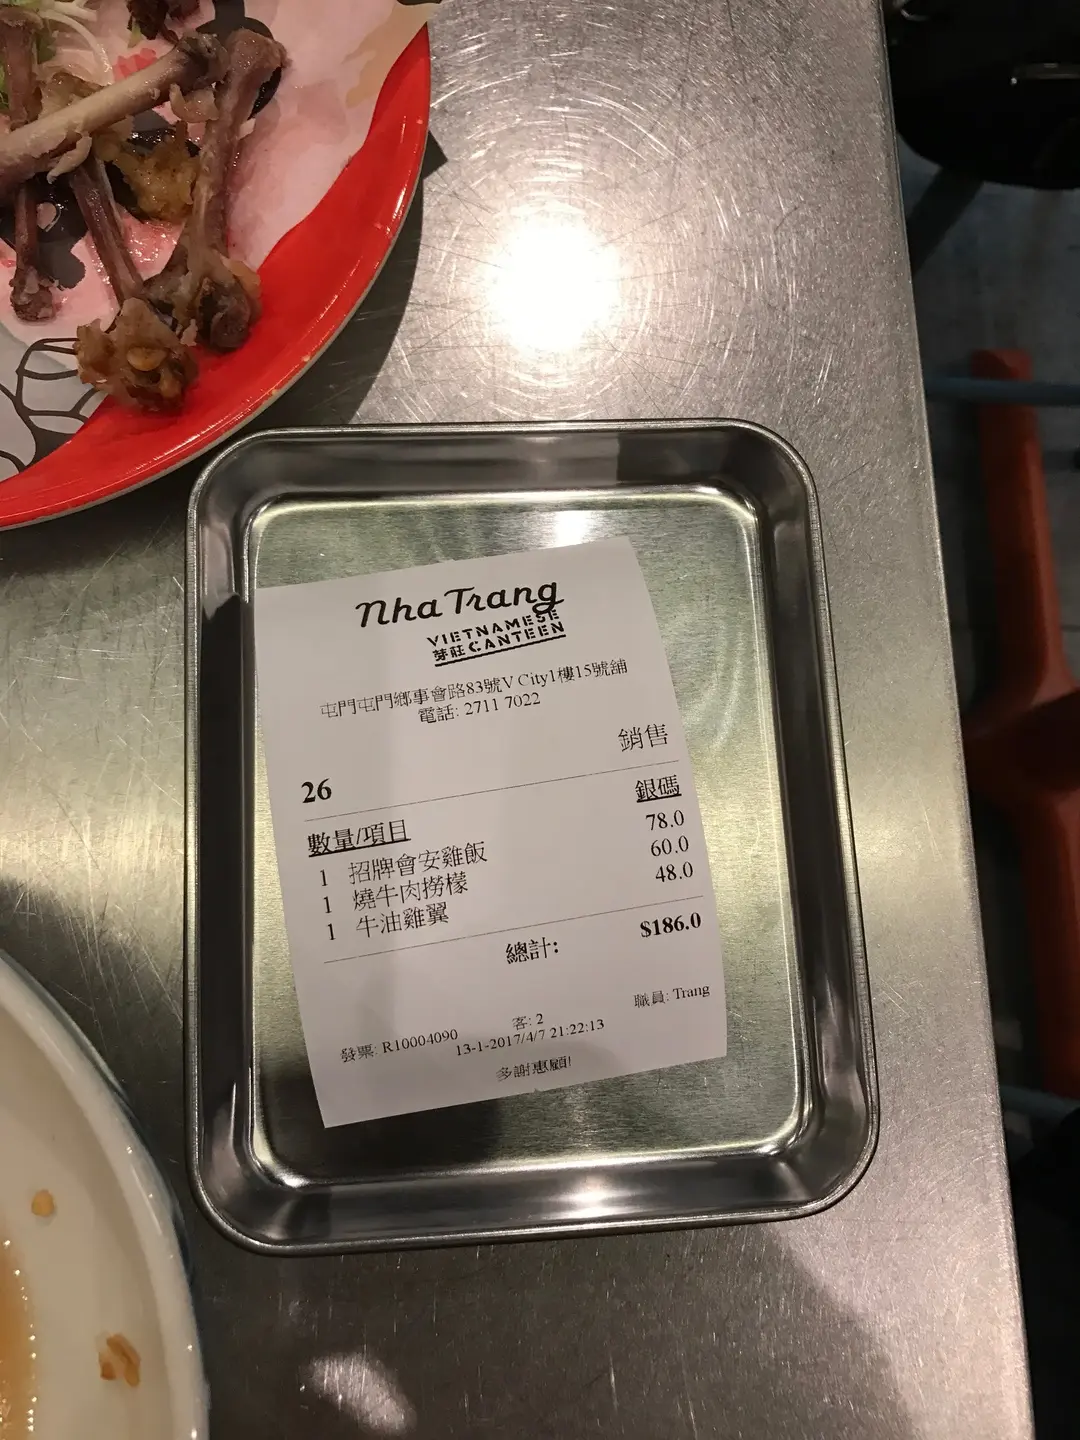 Nha Trang
VIETNAMESE
芽莊 CANTEEN
屯門屯門鄉事會路83號V City1樓15號舖
電話: 2711 7022
銷售
26
數量/項目 銀碼
1 招牌會安雞飯 78.0
1 燒牛肉撈檬 60.0
1 牛油雞翼 48.0
總計: $186.0
職員: Trang
客: 2
發票: R10004090 13-1-2017/4/7 21:22:13
多謝惠顧!